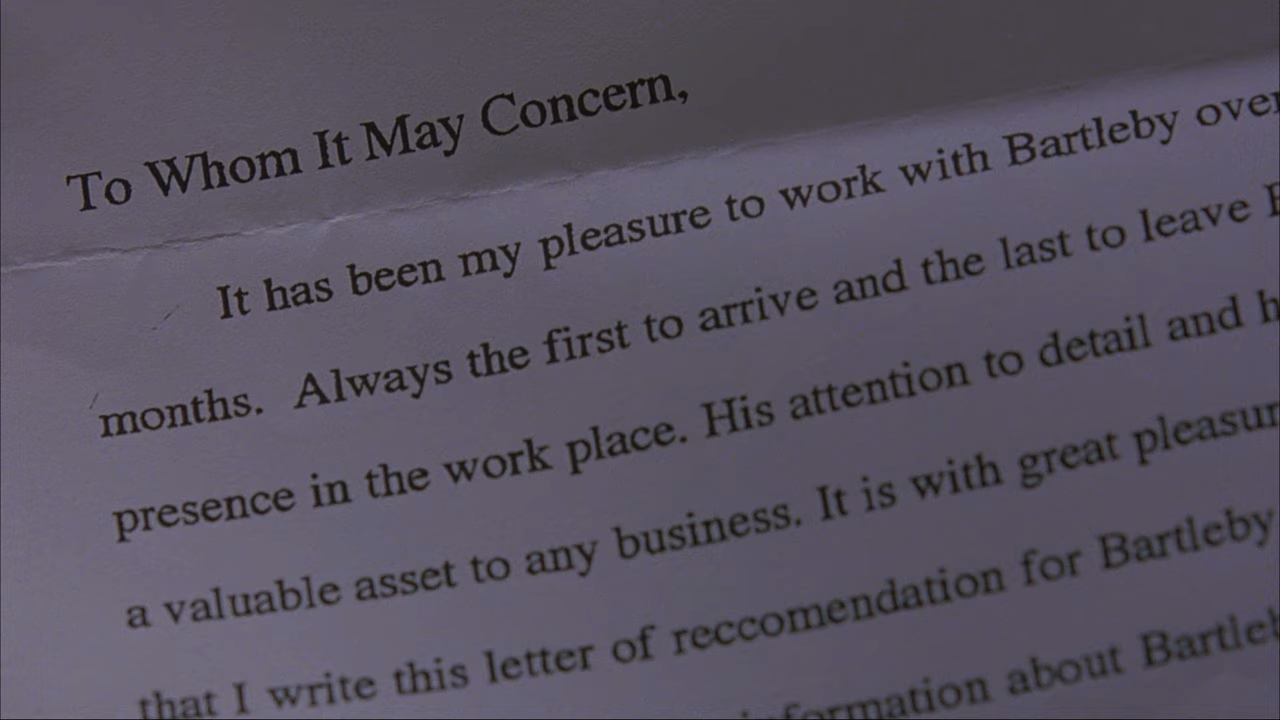 To Whom It May Concern,
It has been my pleasure to work with Bartleby over
months. Always the first to arrive and the last to leave
presence in the work place. His attention to detail and
a valuable asset to any business. It is with great
that I write this letter of reccomendation for Bartleby
about